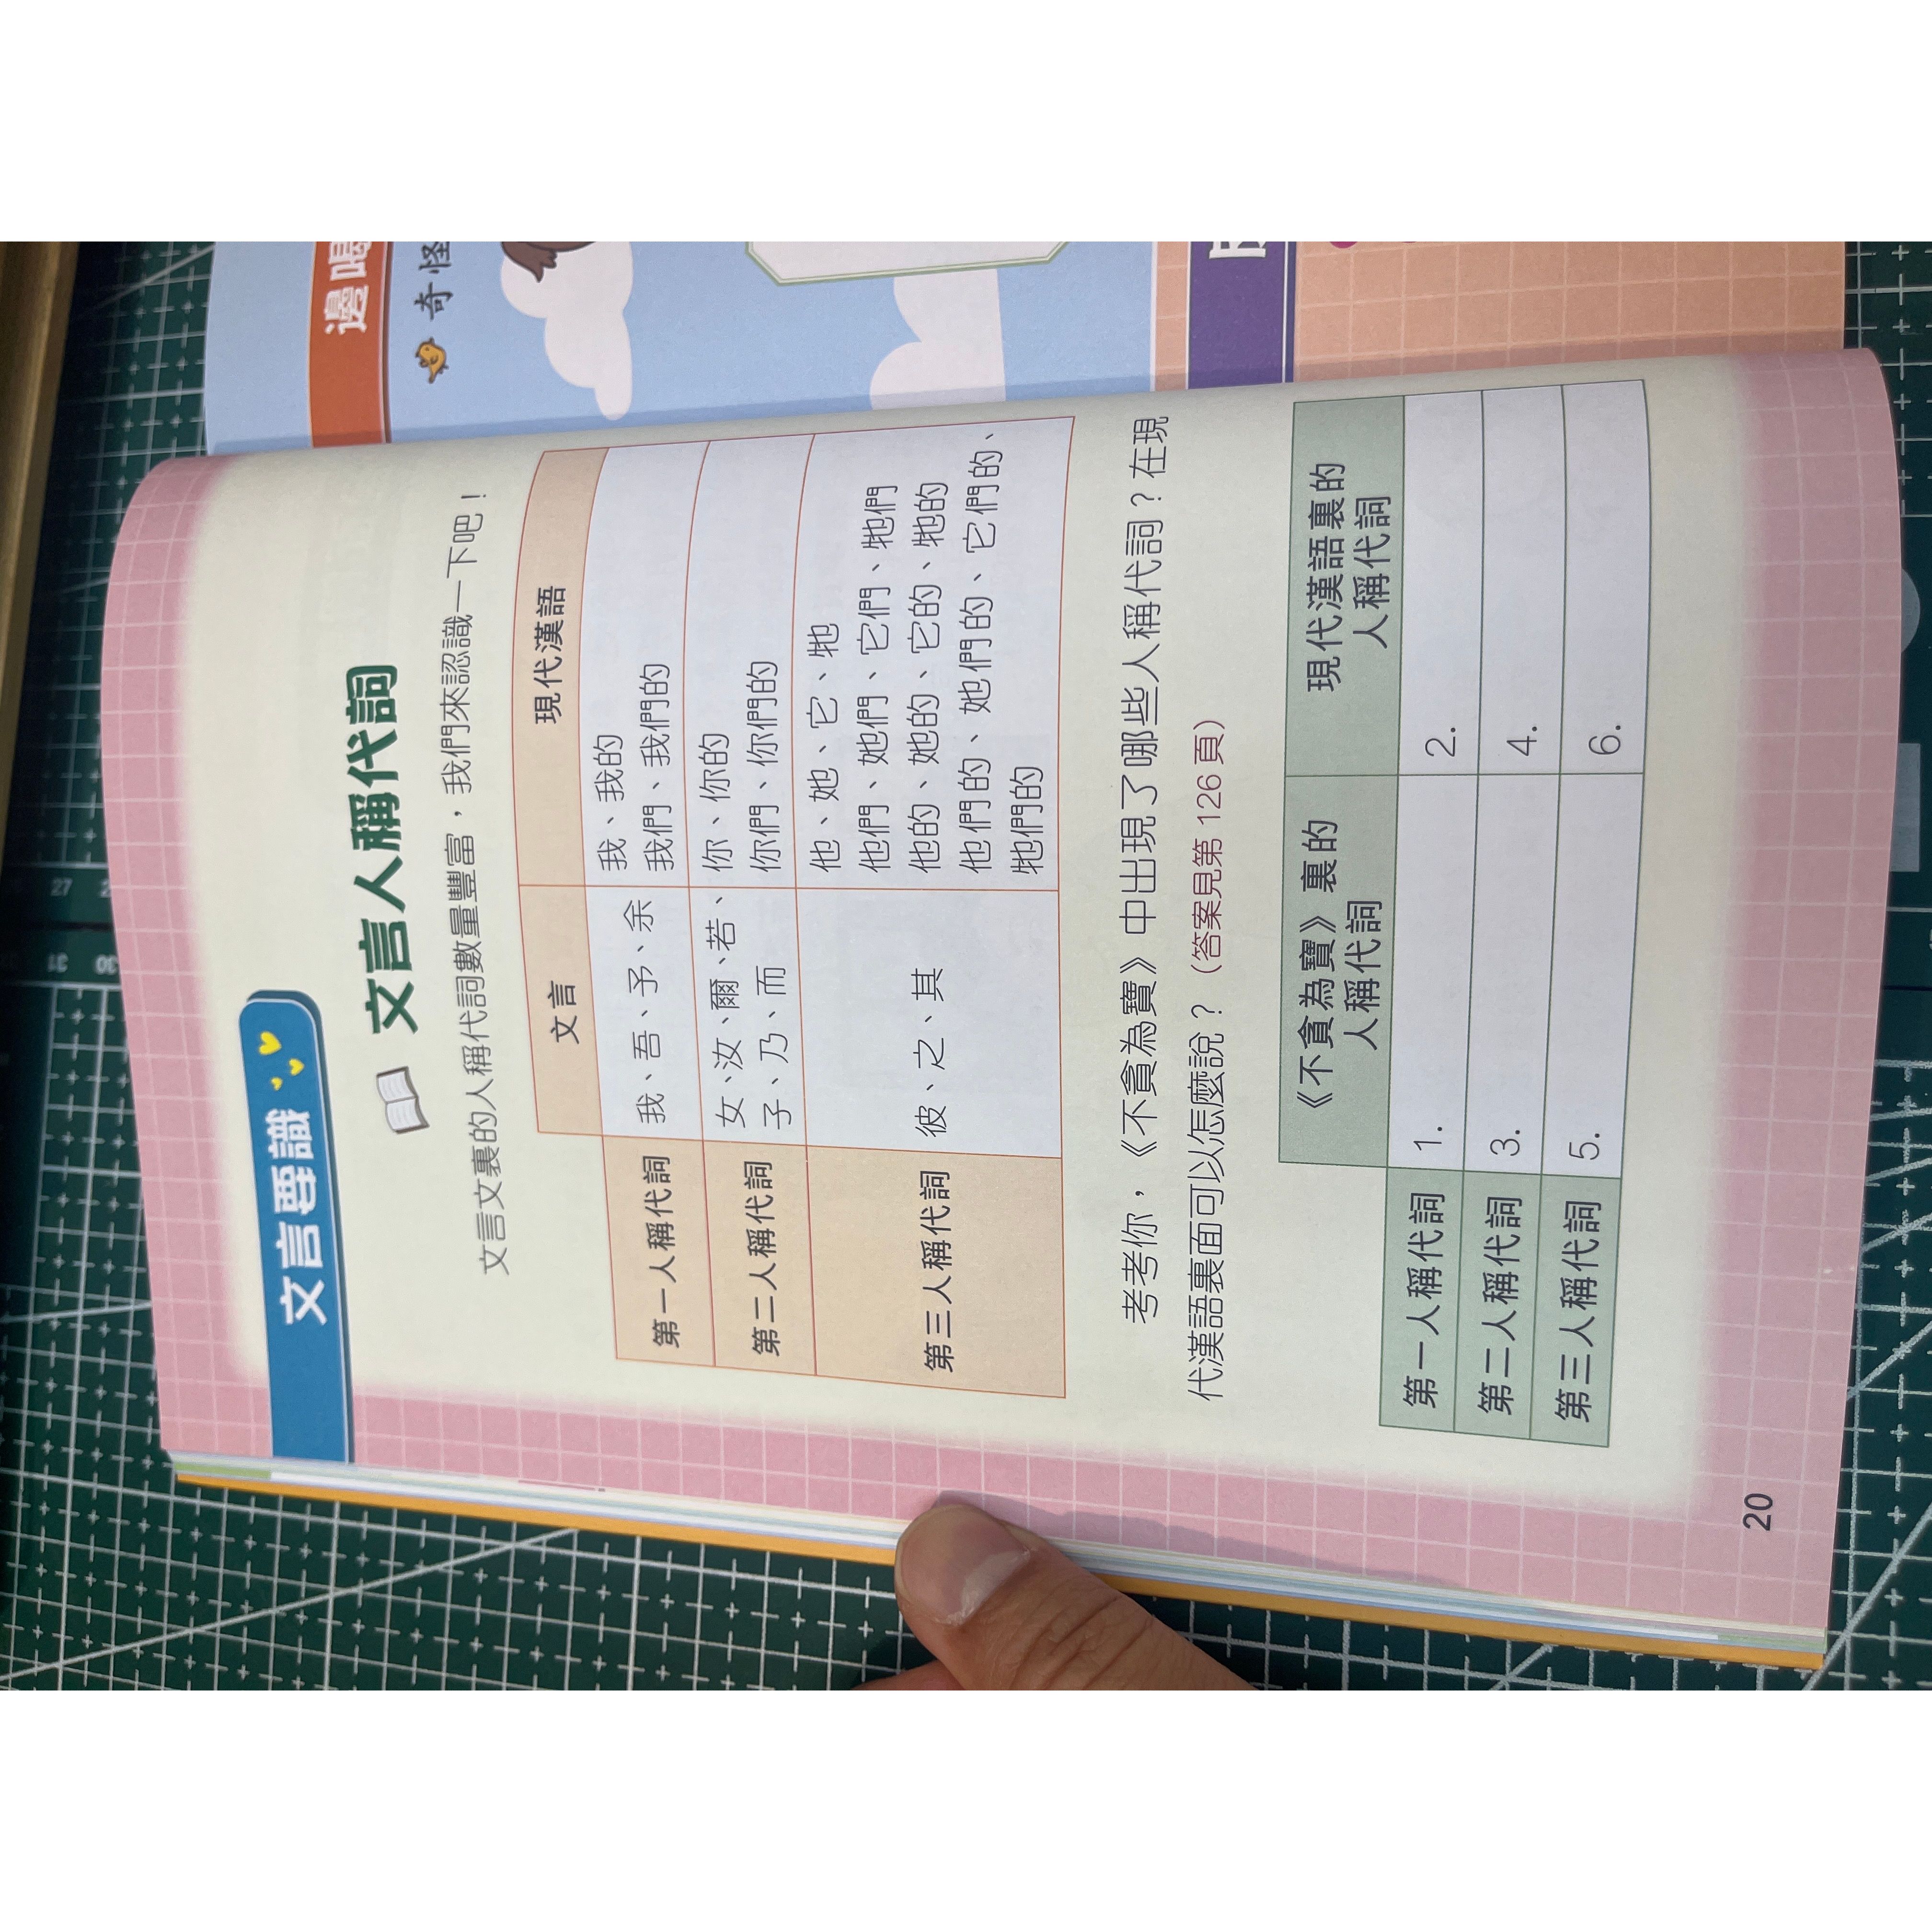 文言要識
文言人稱代詞
文言文裏的人稱代詞數量豐富，我們來認識一下吧！
文言 現代漢語
第一人稱代詞 我、吾、予、余 我、我的
我們、我們的
第二人稱代詞 女、汝、爾、若、 你、你的
子、乃、而 你們、你們的
第三人稱代詞 彼、之、其 他、她、它、牠
他們、她們、它們、牠們
他的、她的、它的、牠的
他們的、她們的、它們的、
牠們的
考考你，《不貪為寶》中出現了哪些人稱代詞？在現
代漢語裏面可以怎麼說？（答案見第 126 頁）
《不貪為寶》裏的 現代漢語裏的
人稱代詞 人稱代詞
第一人稱代詞 1. 2.
第二人稱代詞 3. 4.
第三人稱代詞 5. 6.
20
邊喝
奇怪
27
31
30